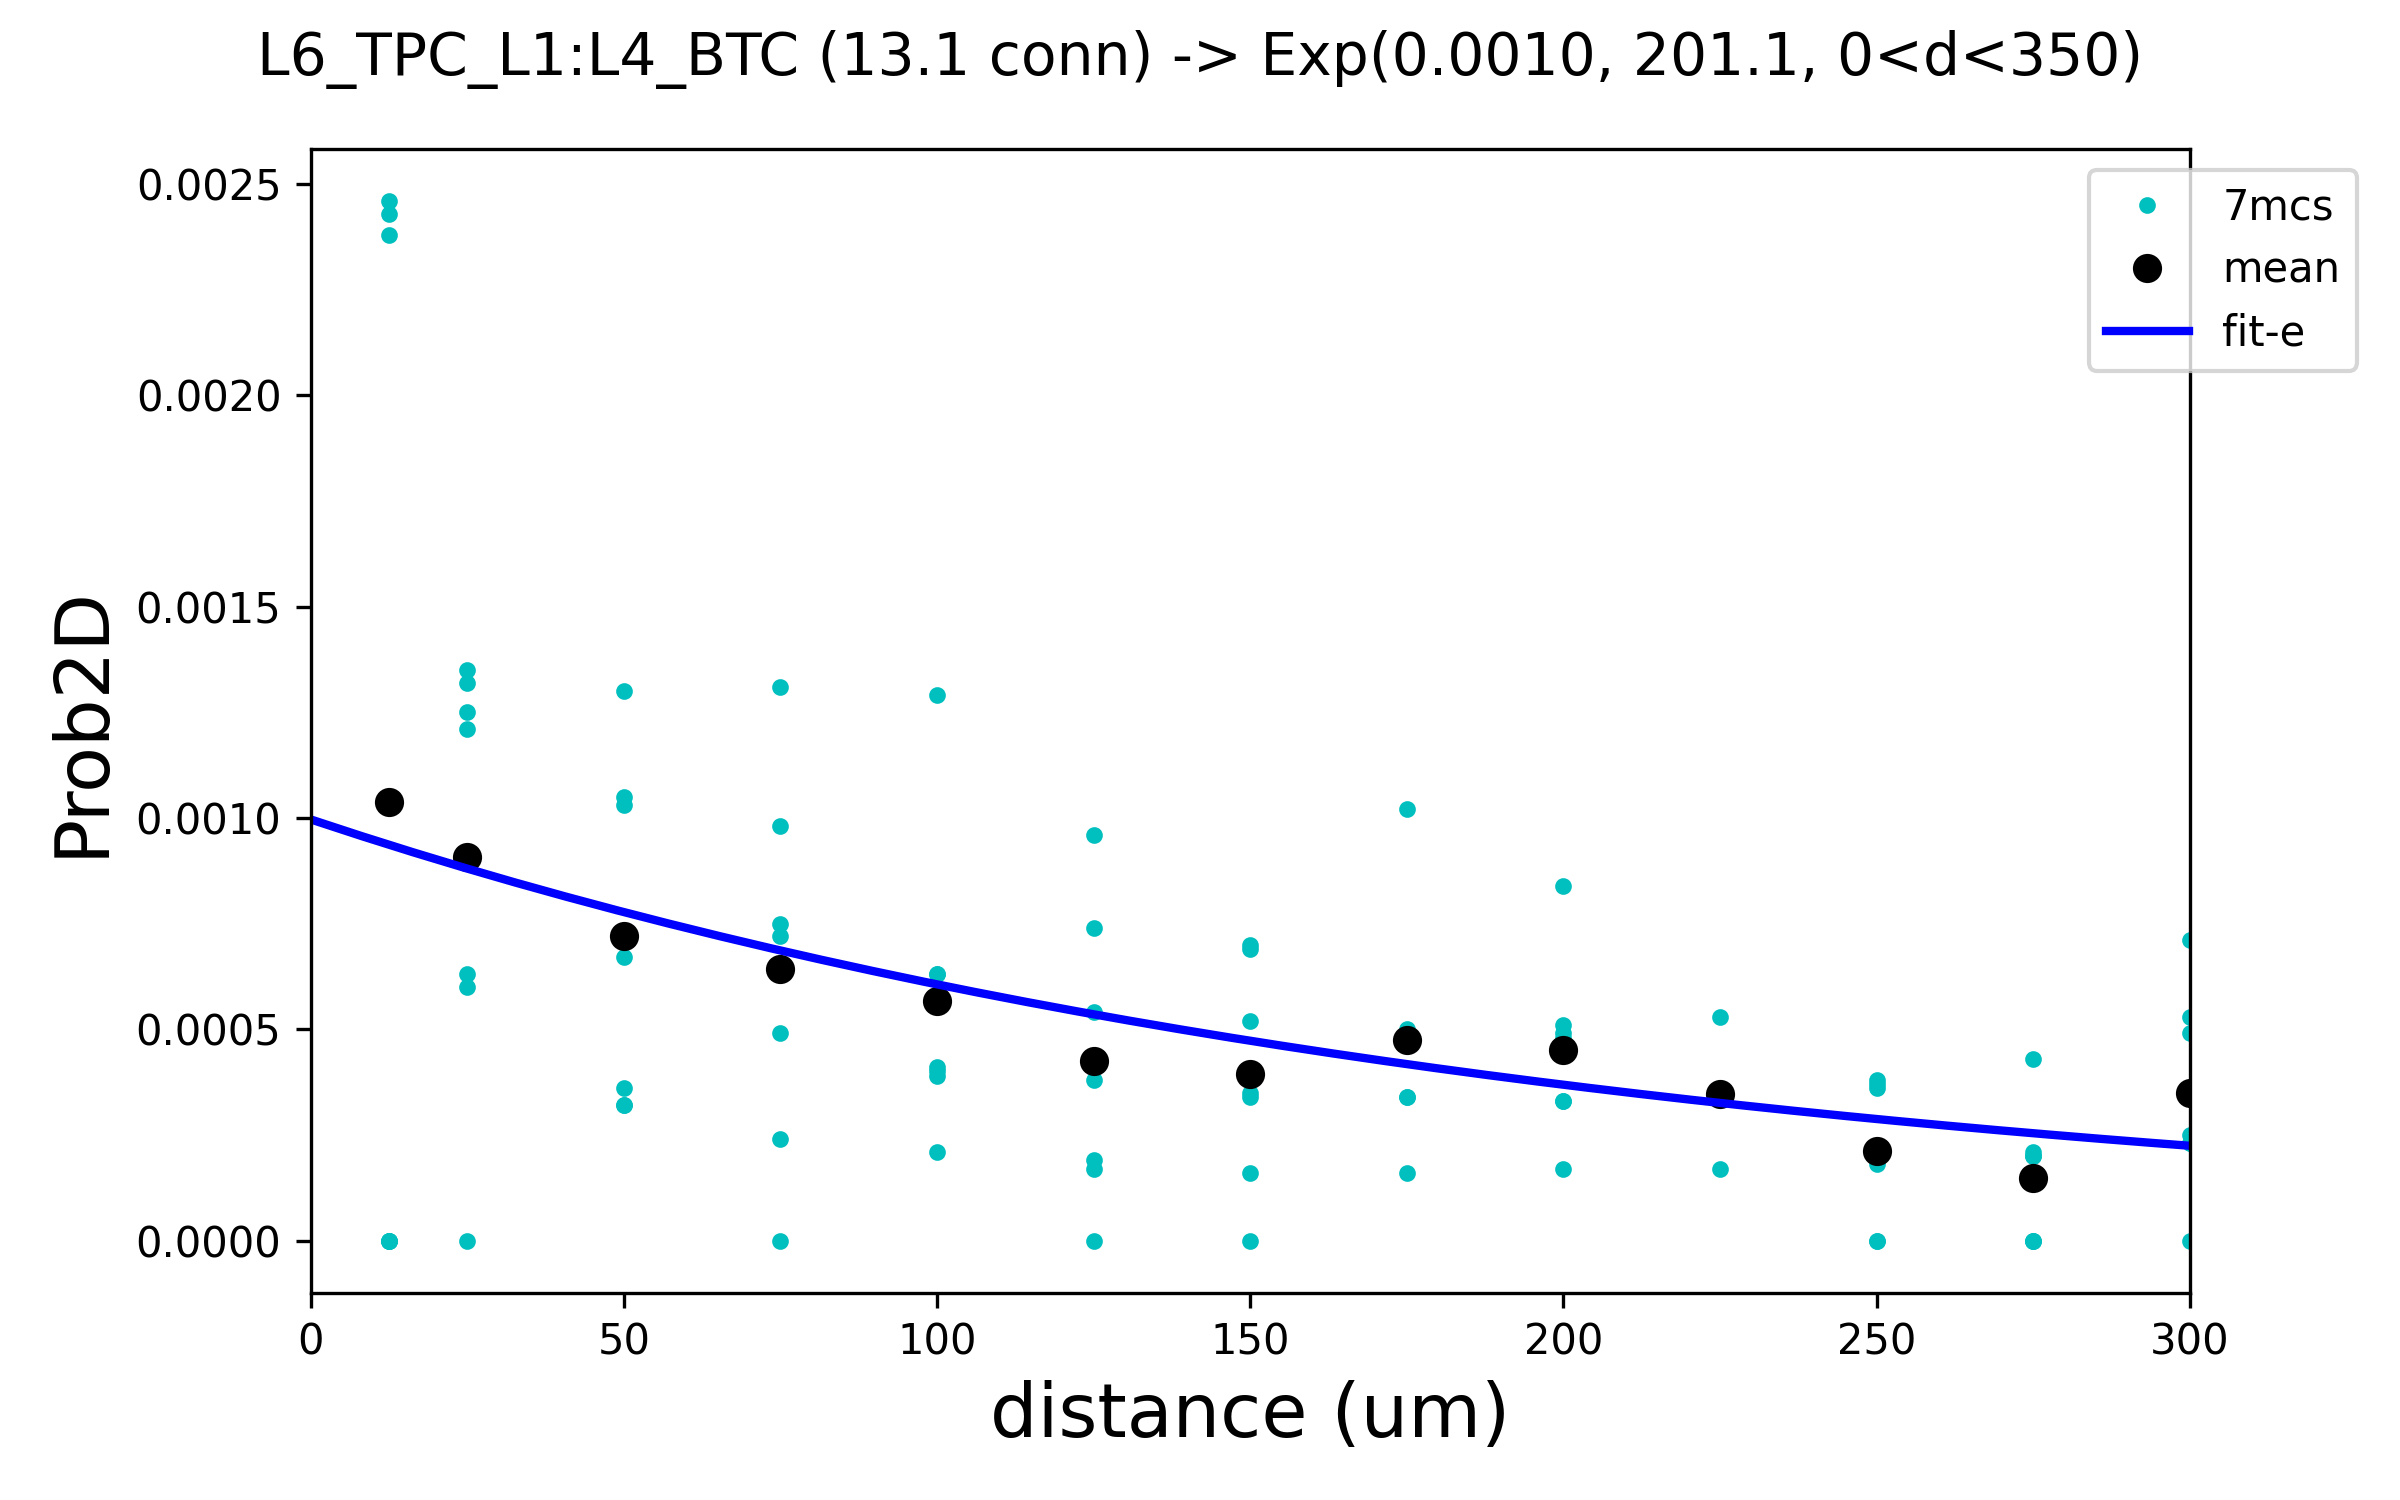 L6_TPC_L1:L4_BTC (13.1 conn) -> Exp(0.0010, 201.1, 0<d<350)
7mcs
mean
fit-e
Prob2D
0.0025
0.0020
0.0015
0.0010
0.0005
0.0000
0 50 100 150 200 250 300
distance (um)